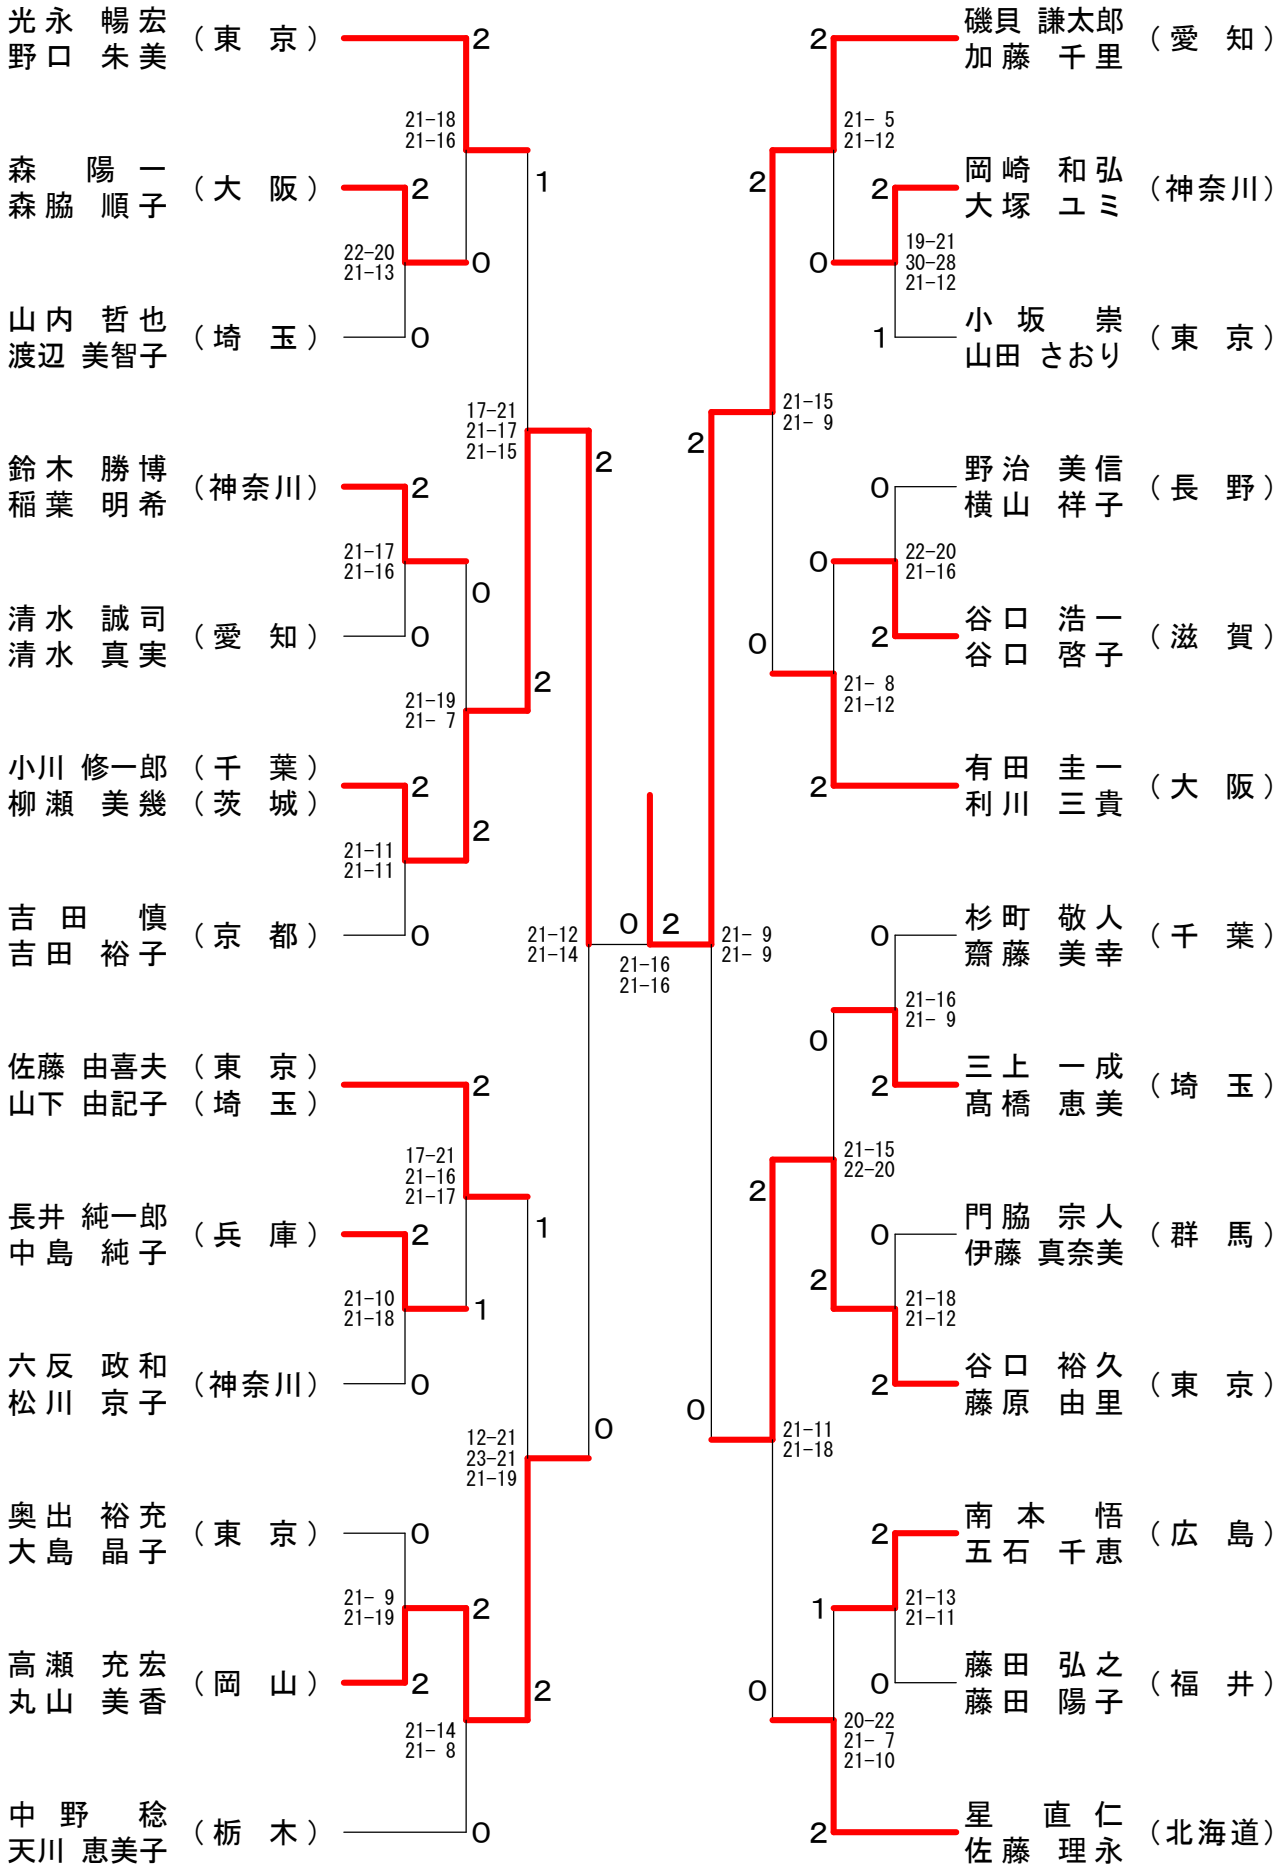 光永 暢宏 （東 京） 2
野口 朱美
21-18
21-16
1
森 陽一 （大 阪） 2
森脇 順子
22-20
21-13
0
山内 哲也 （埼 玉） 0
渡辺 美智子
17-21
21-17
21-15
2
鈴木 勝博 （神奈川） 2
稲葉 明希
21-17
21-16
0
清水 誠司 （愛 知） 0
清水 真実
21-19
21- 7
2
小川 修一郎 （千 葉） 2
柳瀬 美幾 （茨 城）
21-11
21-11
2
吉田 慎 （京 都） 0
吉田 裕子
21-12
21-14
0 2
21-16
21-16
佐藤 由喜夫 （東 京） 2
山下 由記子 （埼 玉）
17-21
21-16
21-17
1
長井 純一郎 （兵 庫） 2
中島 純子
21-10
21-18
1
六反 政和 （神奈川） 0
松川 京子
12-21
23-21
21-19
0
奥出 裕充 （東 京） 0
大島 晶子
21- 9
21-19
2
高瀬 充宏 （岡 山） 2
丸山 美香
2
21-14
21- 8
中野 稔 （栃 木） 0
天川 恵美子
2 磯貝 謙太郎 （愛 知）
加藤 千里
21- 5
21-12
2
2 岡崎 和弘 （神奈川）
大塚 ユミ
0
19-21
30-28
21-12
1 小坂 崇 （東 京）
山田 さおり
2
21-15
21- 9
0 野治 美信 （長 野）
横山 祥子
0
22-20
21-16
2 谷口 浩一 （滋 賀）
谷口 啓子
0
21- 8
21-12
2 有田 圭一 （大 阪）
利川 三貴
21- 9
21- 9
0 杉町 敬人 （千 葉）
齋藤 美幸
21-16
21- 9
0
2 三上 一成 （埼 玉）
髙橋 恵美
21-15
22-20
2
0 門脇 宗人 （群 馬）
伊藤 真奈美
2
21-18
21-12
2 谷口 裕久 （東 京）
藤原 由里
0
21-11
21-18
2 南本 悟 （広 島）
五石 千恵
1
21-13
21-11
0 藤田 弘之 （福 井）
藤田 陽子
0
20-22
21- 7
21-10
2 星 直仁 （北海道）
佐藤 理永